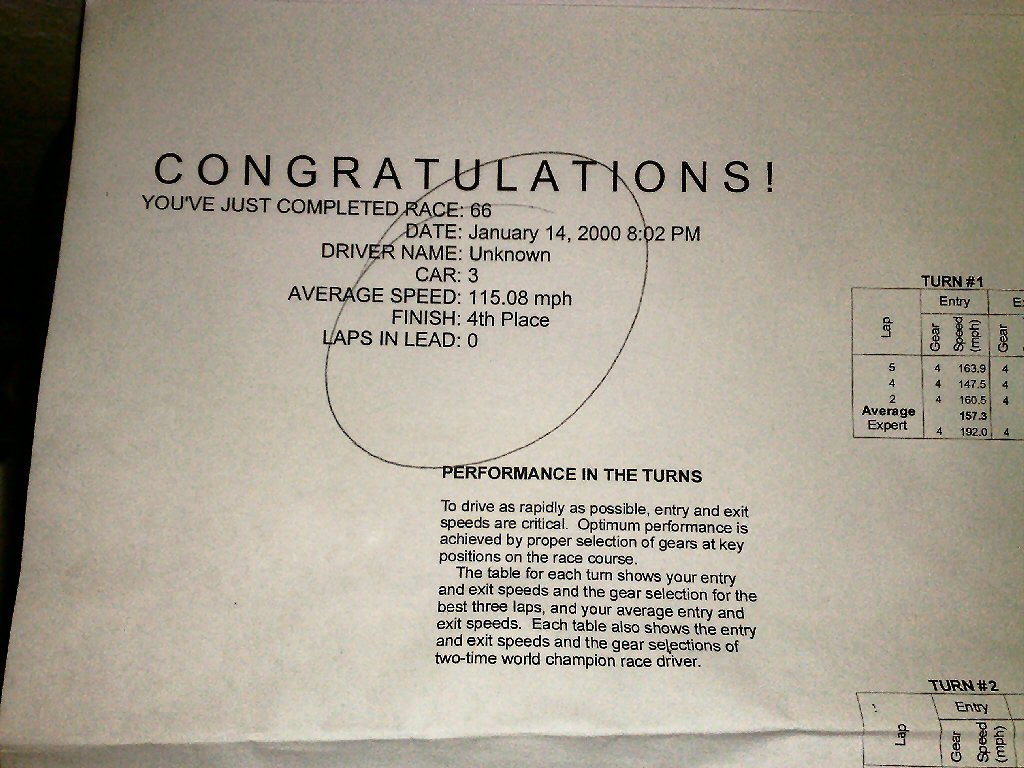 CONGRATULATIONS!
YOU'VE JUST COMPLETED RACE: 66
DATE: January 14, 2000 8:02 PM
DRIVER NAME: Unknown
CAR: 3
AVERAGE SPEED: 115.08 mph
FINISH: 4th Place
LAPS IN LEAD: 0
PERFORMANCE IN THE TURNS
To drive as rapidly as possible, entry and exit
speeds are critical. Optimum performance is
achieved by proper selection of gears at key
positions on the race course.
The table for each turn shows your entry
and exit speeds and the gear selection for the
best three laps, and your average entry and
exit speeds. Each table also shows the entry
and exit speeds and the gear selections of
two-time world champion race driver.
TURN #1
Entry
Lap Gear Speed (mph) Gear
5 4 163.9 4
4 4 147.5 4
2 4 160.5 4
Average 157.3
Expert 4 192.0 4
TURN #2
Entry
Lap Gear Speed (mph)